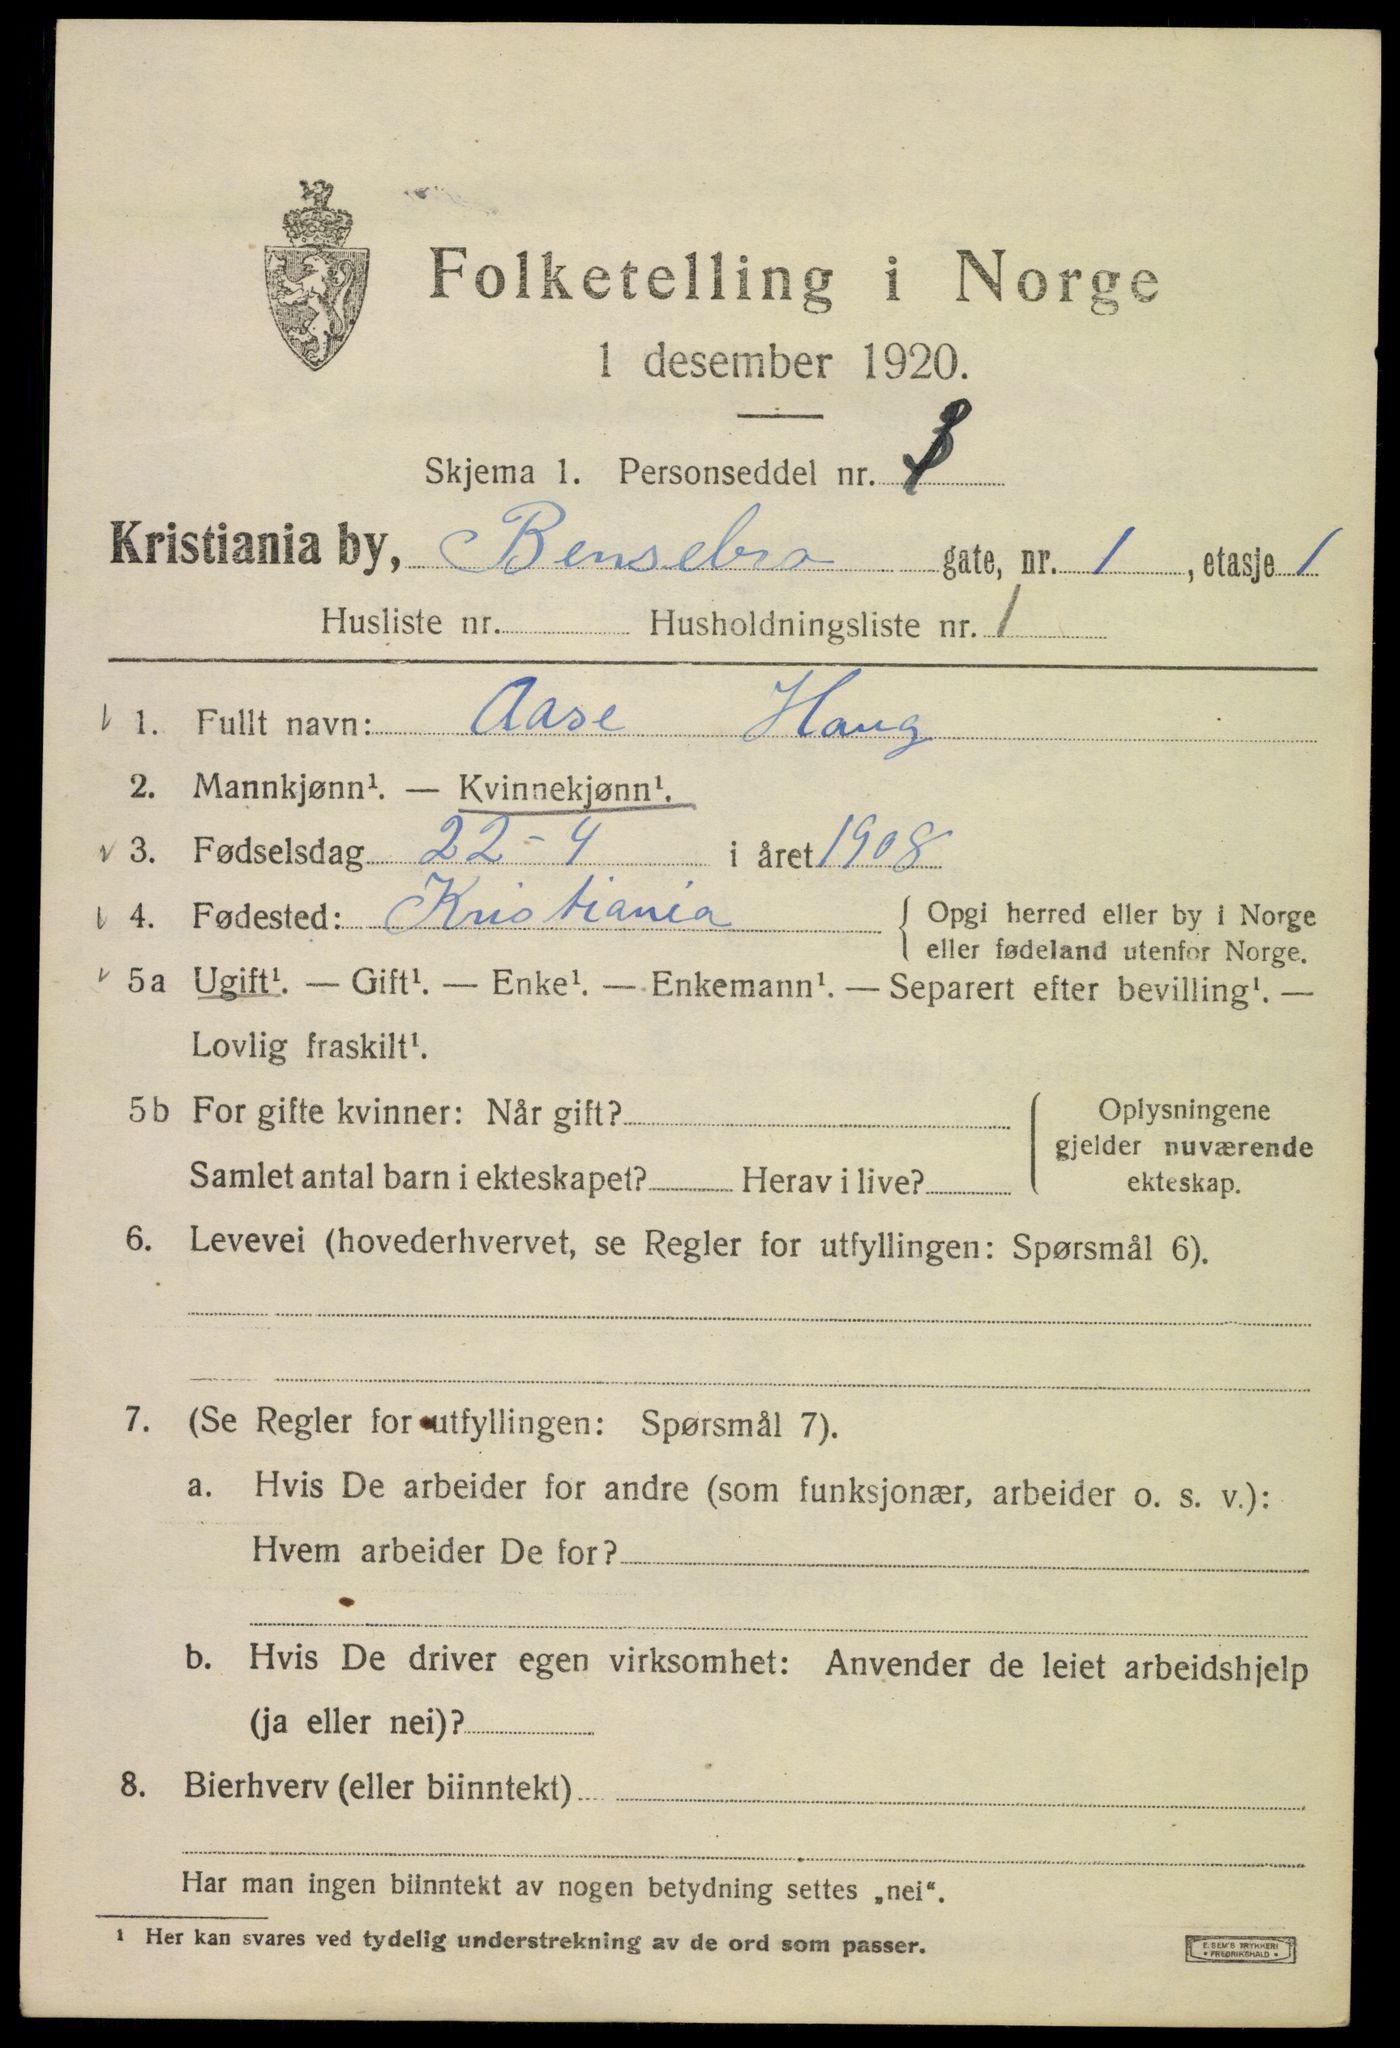 Folketelling i Norge
1 desember 1920.
Skjema 1. Personseddel nr. 3
Kristiania by, Bensebro gate, nr. 1, etasje 1
Husliste nr. Husholdningsliste nr. 1
1. Fullt navn: Aase Haug
2. Mannkjønn¹. — Kvinnekjønn¹.
3. Fødselsdag 22-4 i året 1908
4. Fødested: Kristiania { Opgi herred eller by i Norge
eller fødeland utenfor Norge.
5a Ugift¹. — Gift¹. — Enke¹. — Enkemann¹. — Separert efter bevilling¹. —
Lovlig fraskilt¹.
5b For gifte kvinner: Når gift?
Samlet antal barn i ekteskapet? Herav i live?
Oplysningene
gjelder nuværende
ekteskap.
6. Levevei (hovederhvervet, se Regler for utfyllingen: Spørsmål 6).
7. (Se Regler for utfyllingen: Spørsmål 7).
a. Hvis De arbeider for andre (som funksjonær, arbeider o. s. v.):
Hvem arbeider De for?
b. Hvis De driver egen virksomhet: Anvender de leiet arbeidshjelp
(ja eller nei)?
8. Bierhverv (eller biinntekt)
Har man ingen biinntekt av nogen betydning settes „nei“.
¹ Her kan svares ved tydelig understrekning av de ord som passer.
E. SEM'S TRYKKERI
• FREDRIKSHALD •